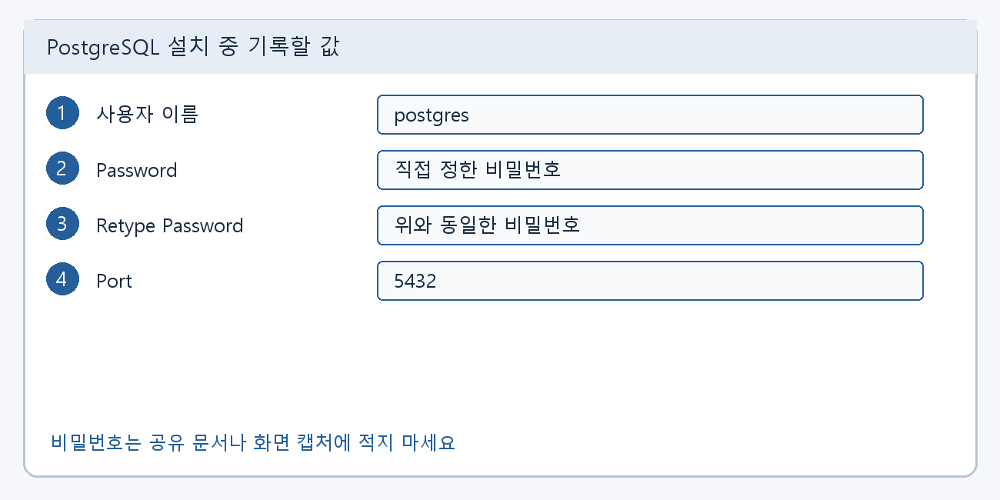 PostgreSQL 설치 중 기록할 값
1 사용자 이름 postgres
2 Password 직접 정한 비밀번호
3 Retype Password 위와 동일한 비밀번호
4 Port 5432
비밀번호는 공유 문서나 화면 캡처에 적지 마세요